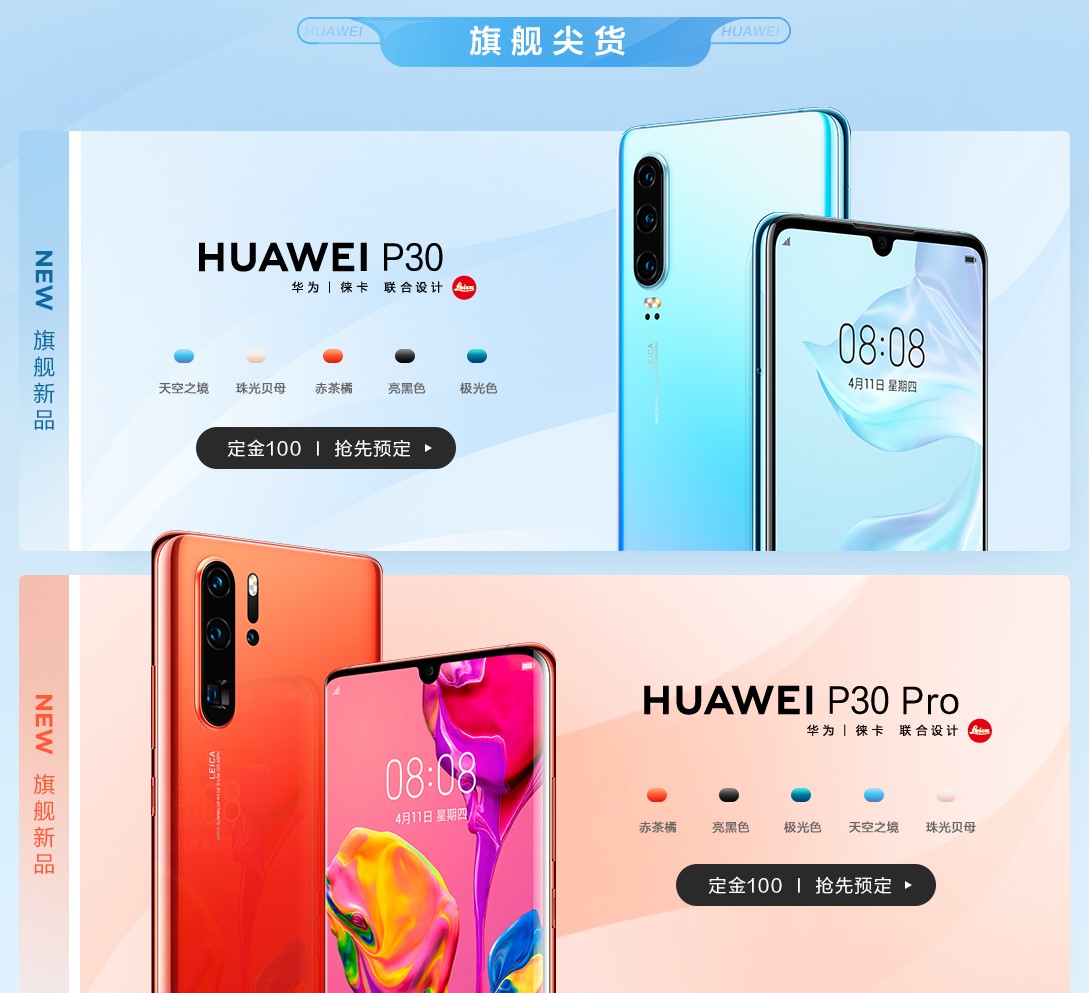 HUAWEI
旗舰尖货
HUAWEI
NEW 旗舰新品
HUAWEI P30
华为 | 徕卡 联合设计
Leica
天空之境 珠光贝母 赤茶橘 亮黑色 极光色
定金100 | 抢先预定
LEICA
08:08
4月11日 星期四
NEW 旗舰新品
LEICA
08:08
4月11日 星期四
HUAWEI P30 Pro
华为 | 徕卡 联合设计
Leica
赤茶橘 亮黑色 极光色 天空之境 珠光贝母
定金100 | 抢先预定